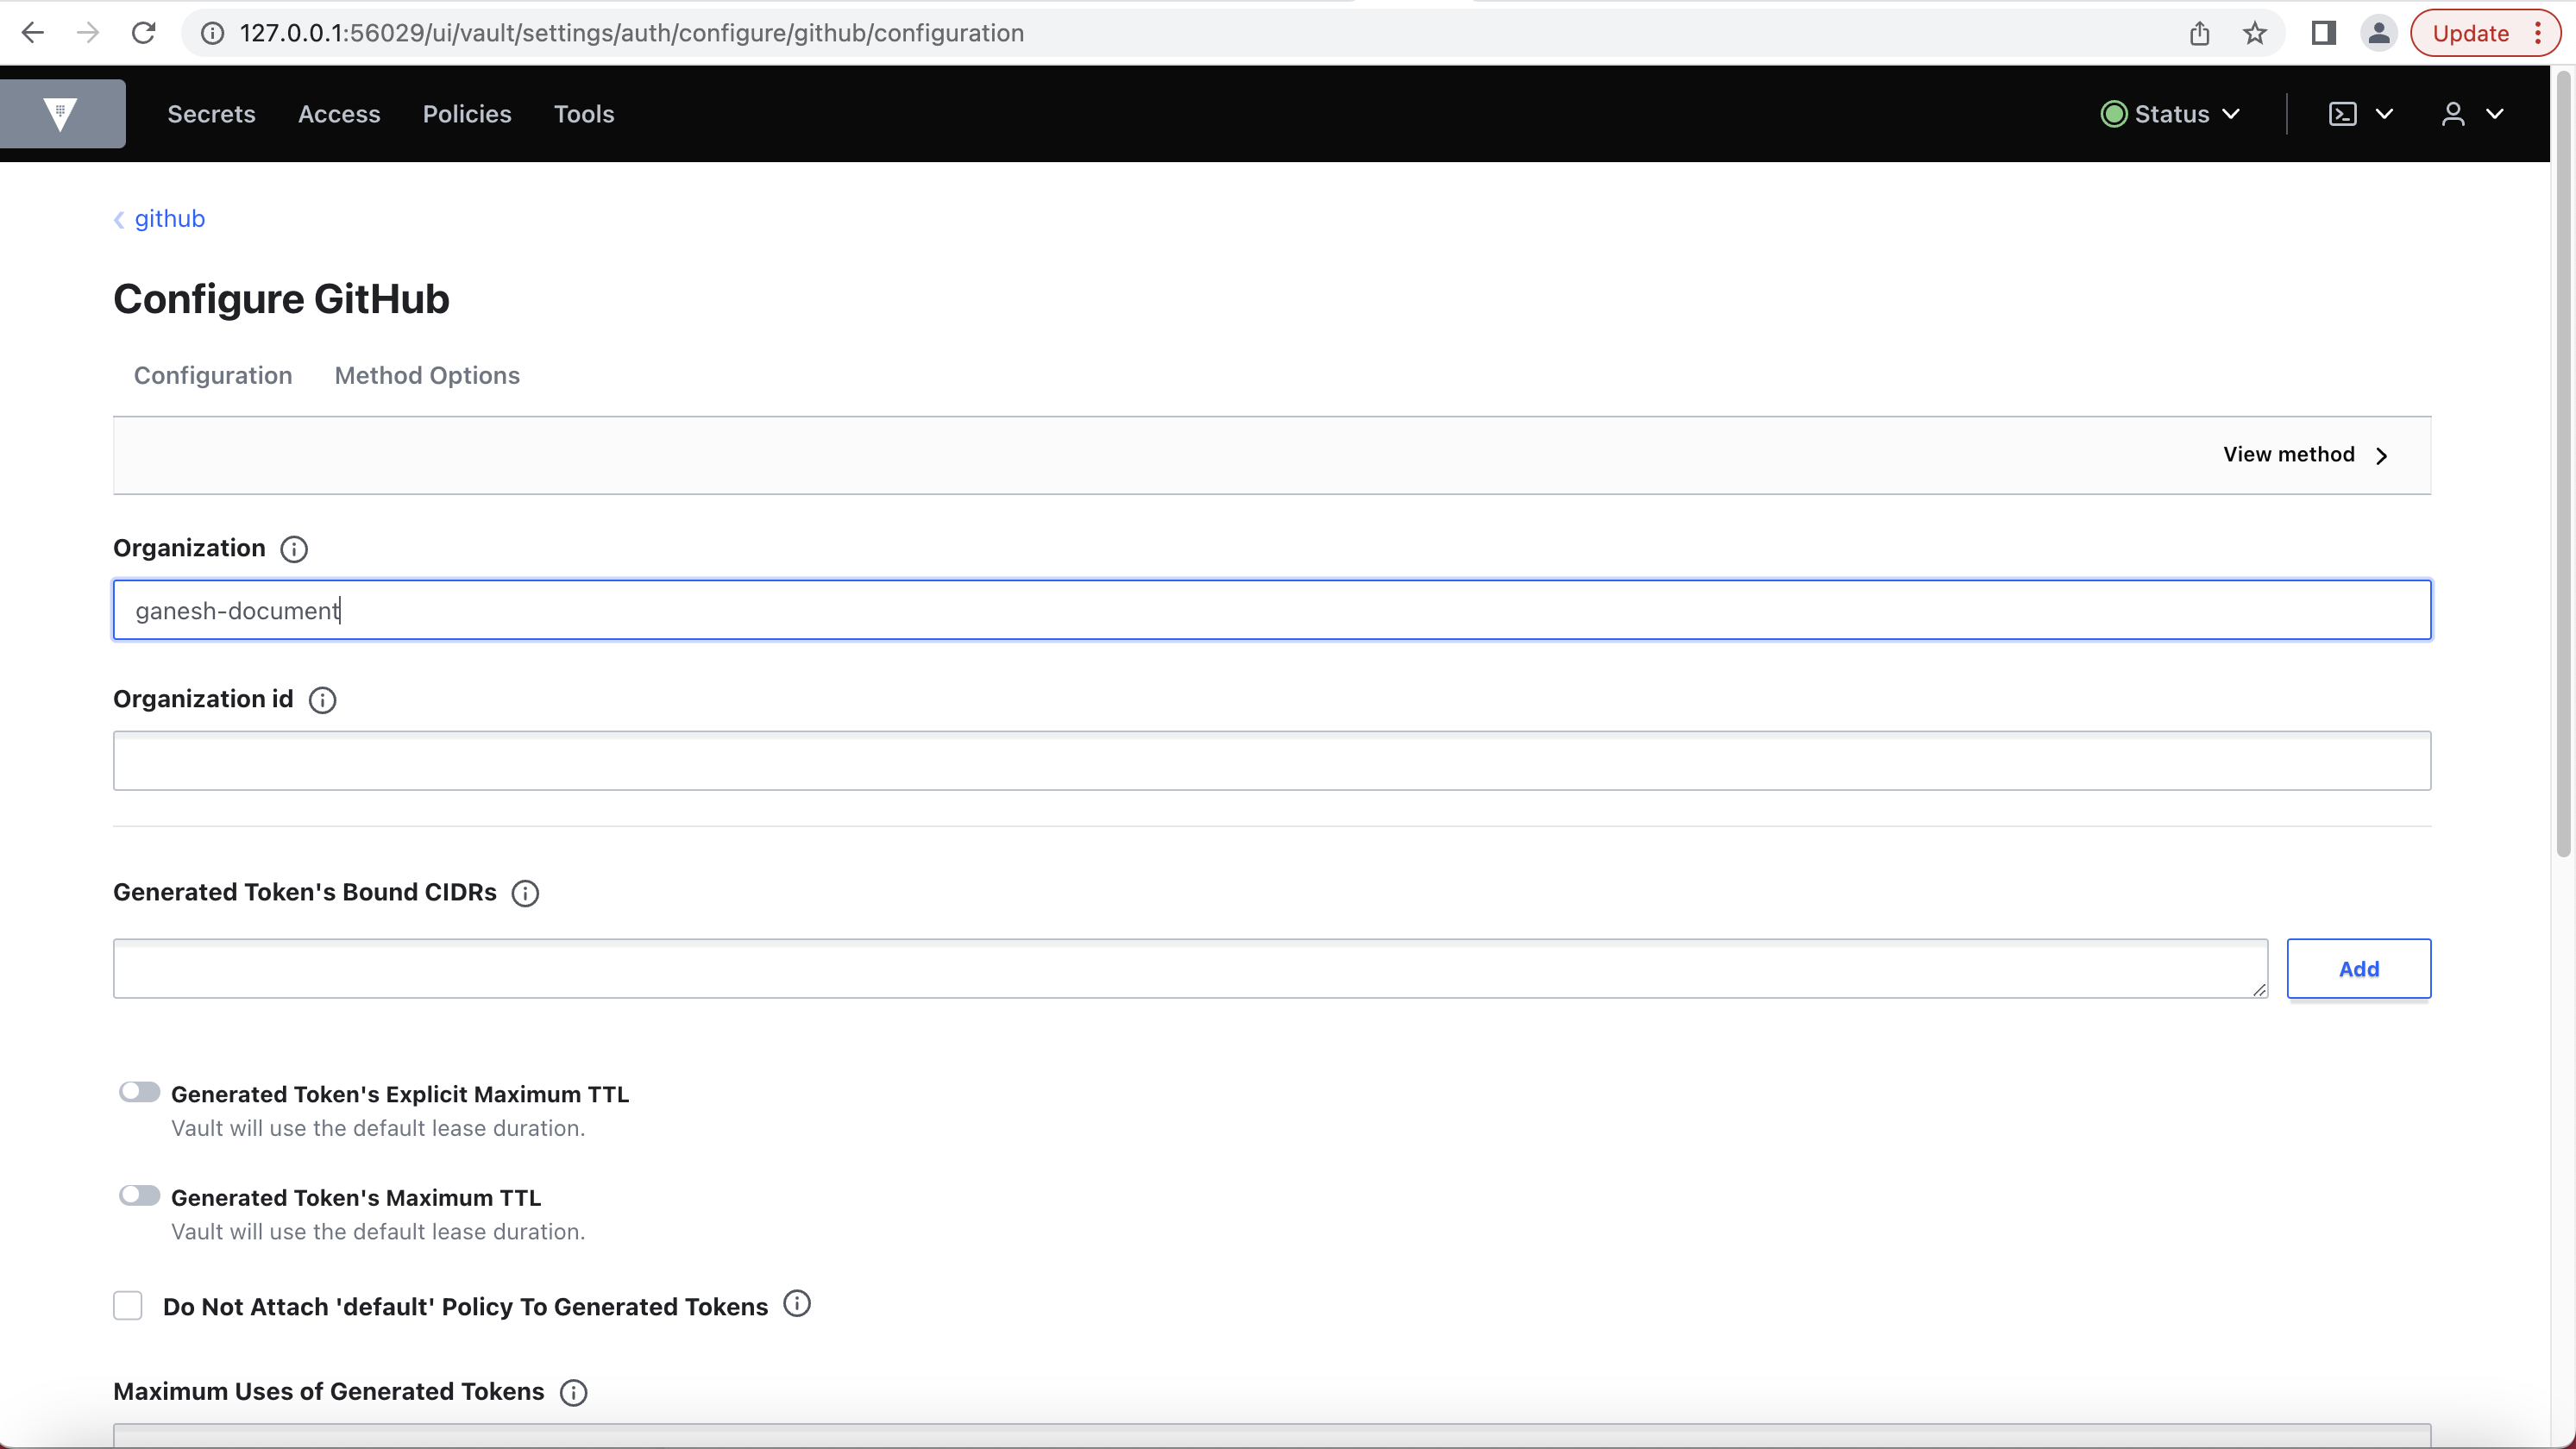 127.0.0.1:56029/ui/vault/settings/auth/configure/github/configuration
Update
Secrets Access Policies Tools
Status
github
Configure GitHub
Configuration Method Options
View method
Organization
ganesh-document
Organization id
Generated Token's Bound CIDRs
Add
Generated Token's Explicit Maximum TTL
Vault will use the default lease duration.
Generated Token's Maximum TTL
Vault will use the default lease duration.
Do Not Attach 'default' Policy To Generated Tokens
Maximum Uses of Generated Tokens